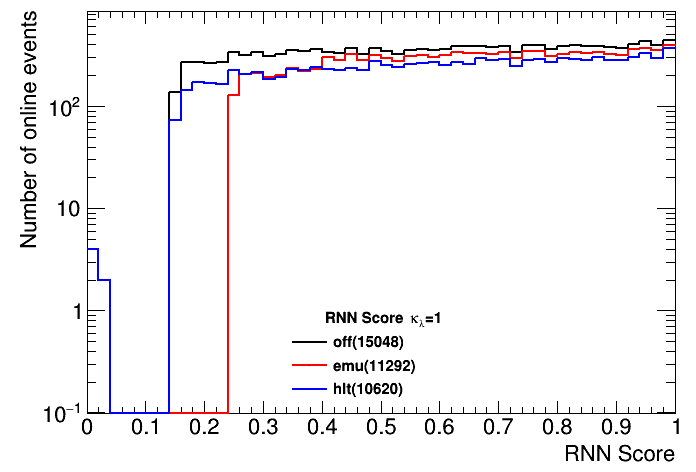 Number of online events
10²
10
1
10⁻¹
0 0.1 0.2 0.3 0.4 0.5 0.6 0.7 0.8 0.9 1
RNN Score
RNN Score κλ=1
off(15048)
emu(11292)
hlt(10620)